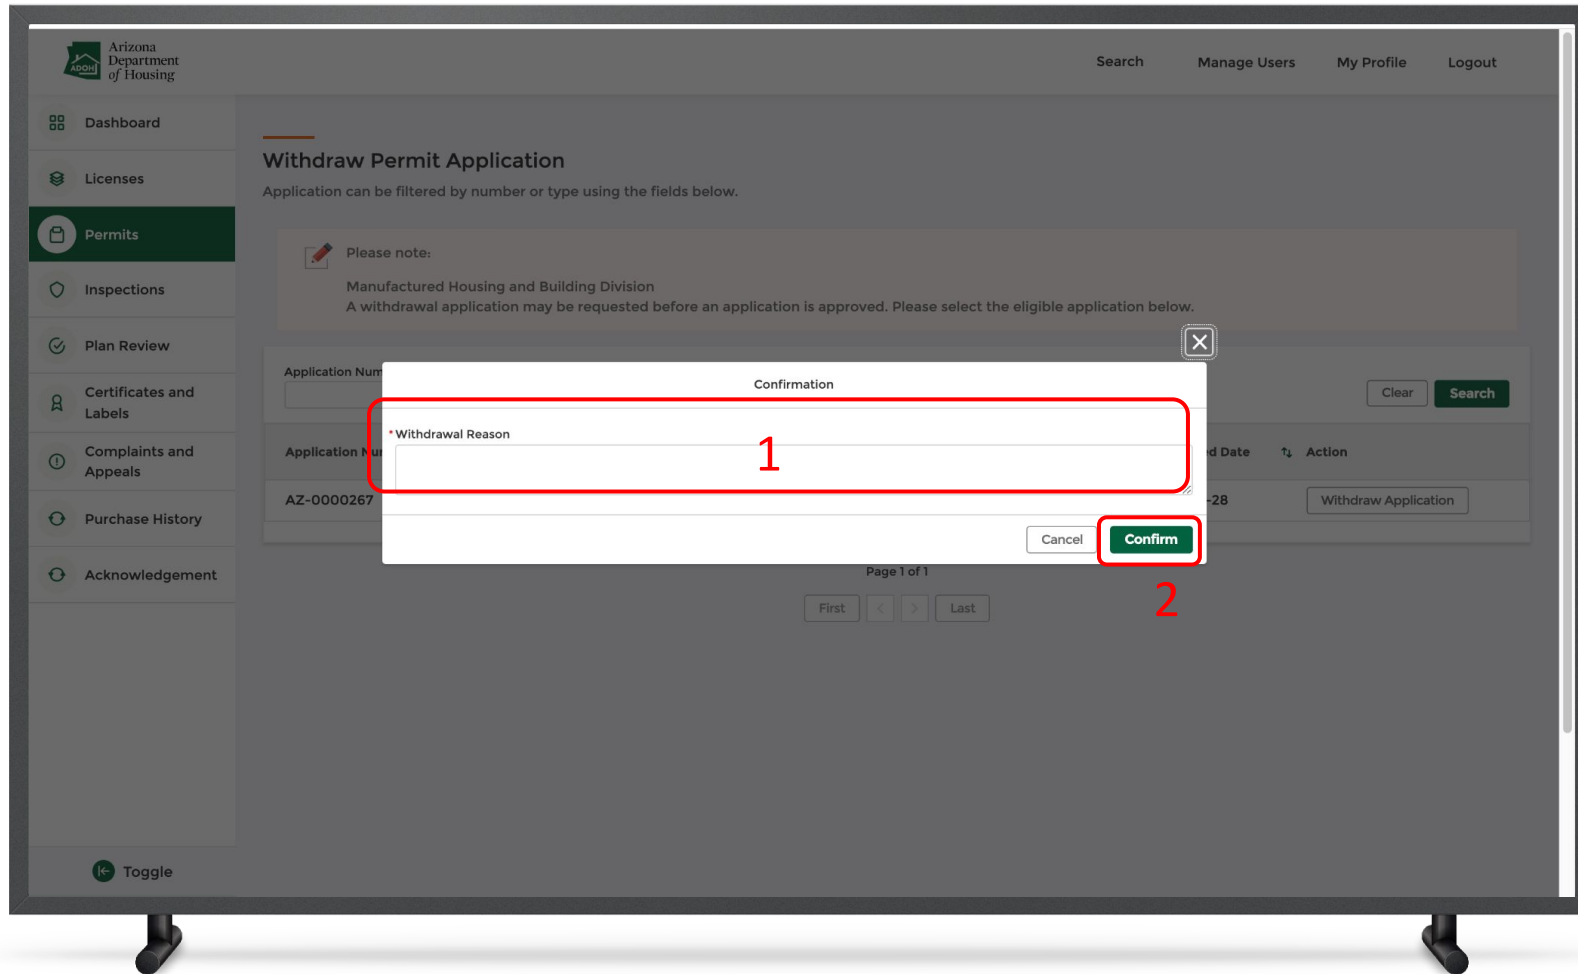 Arizona
Department
of Housing
ADOH
Search Manage Users My Profile Logout
Dashboard
Licenses
Permits
Inspections
Plan Review
Certificates and
Labels
Complaints and
Appeals
Purchase History
Acknowledgement
Toggle
Withdraw Permit Application
Application can be filtered by number or type using the fields below.
Please note:
Manufactured Housing and Building Division
A withdrawal application may be requested before an application is approved. Please select the eligible application below.
Application Num
Clear Search
Application Nu d Date Action
AZ-0000267 -28 Withdraw Application
Confirmation
*Withdrawal Reason
1
Cancel Confirm
2
Page 1 of 1
First < > Last